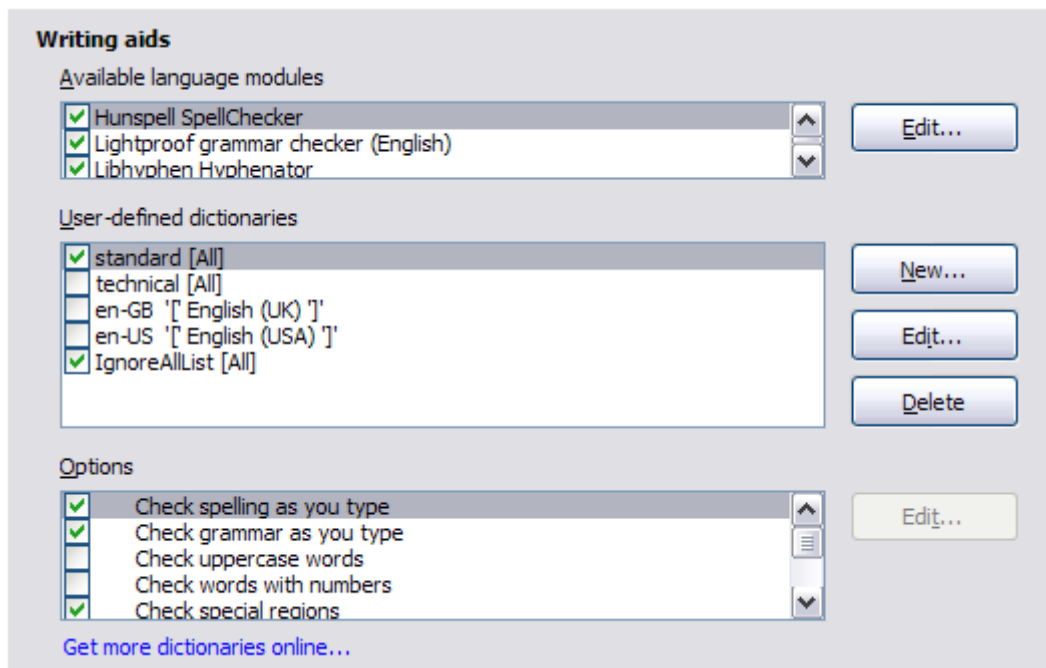 Writing aids
Available language modules
Hunspell SpellChecker
Lightproof grammar checker (English)
Libhyphen Hyphenator
Edit...
User-defined dictionaries
standard [All]
technical [All]
en-GB '[' English (UK) ']'
en-US '[' English (USA) ']'
IgnoreAllList [All]
New...
Edit...
Delete
Options
Check spelling as you type
Check grammar as you type
Check uppercase words
Check words with numbers
Check special regions
Edit...
Get more dictionaries online...